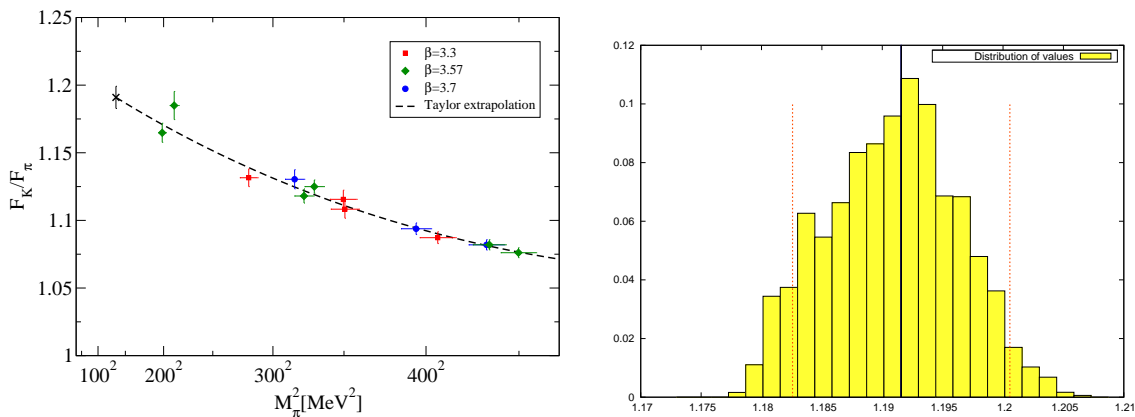 1.25
1.2
1.15
1.1
1.05
1
F_K/F_π
100² 200² 300² 400²
M²_π[MeV²]
β=3.3
β=3.57
β=3.7
Taylor extrapolation
0.12
0.1
0.08
0.06
0.04
0.02
0
1.17 1.175 1.18 1.185 1.19 1.195 1.2 1.205 1.21
Distribution of values